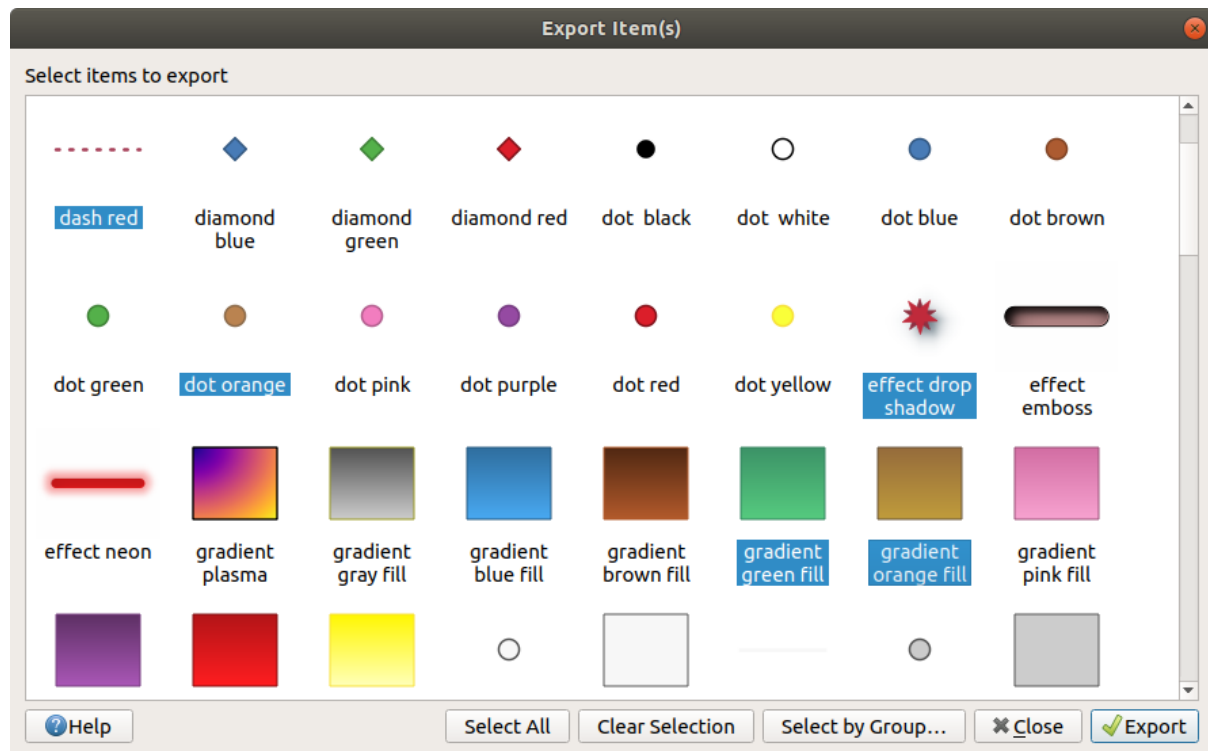 Export Item(s)
Select items to export
dash red
diamond
blue
diamond
green
diamond red
dot  black
dot  white
dot blue
dot brown
dot green
dot orange
dot pink
dot purple
dot red
dot yellow
effect drop
shadow
effect
emboss
effect neon
gradient
plasma
gradient
gray fill
gradient
blue fill
gradient
brown fill
gradient
green fill
gradient
orange fill
gradient
pink fill
Help
Select All
Clear Selection
Select by Group...
Close
Export